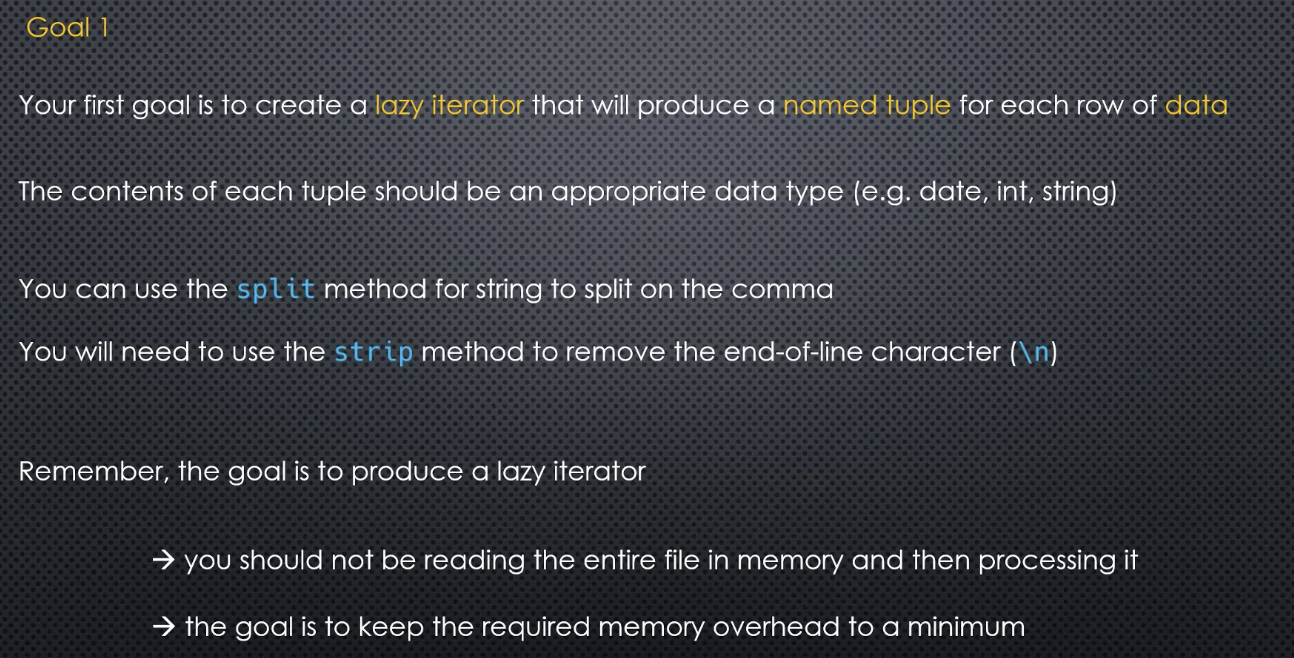 Goal 1
Your first goal is to create a lazy iterator that will produce a named tuple for each row of data
The contents of each tuple should be an appropriate data type (e.g. date, int, string)
You can use the split method for string to split on the comma
You will need to use the strip method to remove the end-of-line character (\n)
Remember, the goal is to produce a lazy iterator
→ you should not be reading the entire file in memory and then processing it
→ the goal is to keep the required memory overhead to a minimum